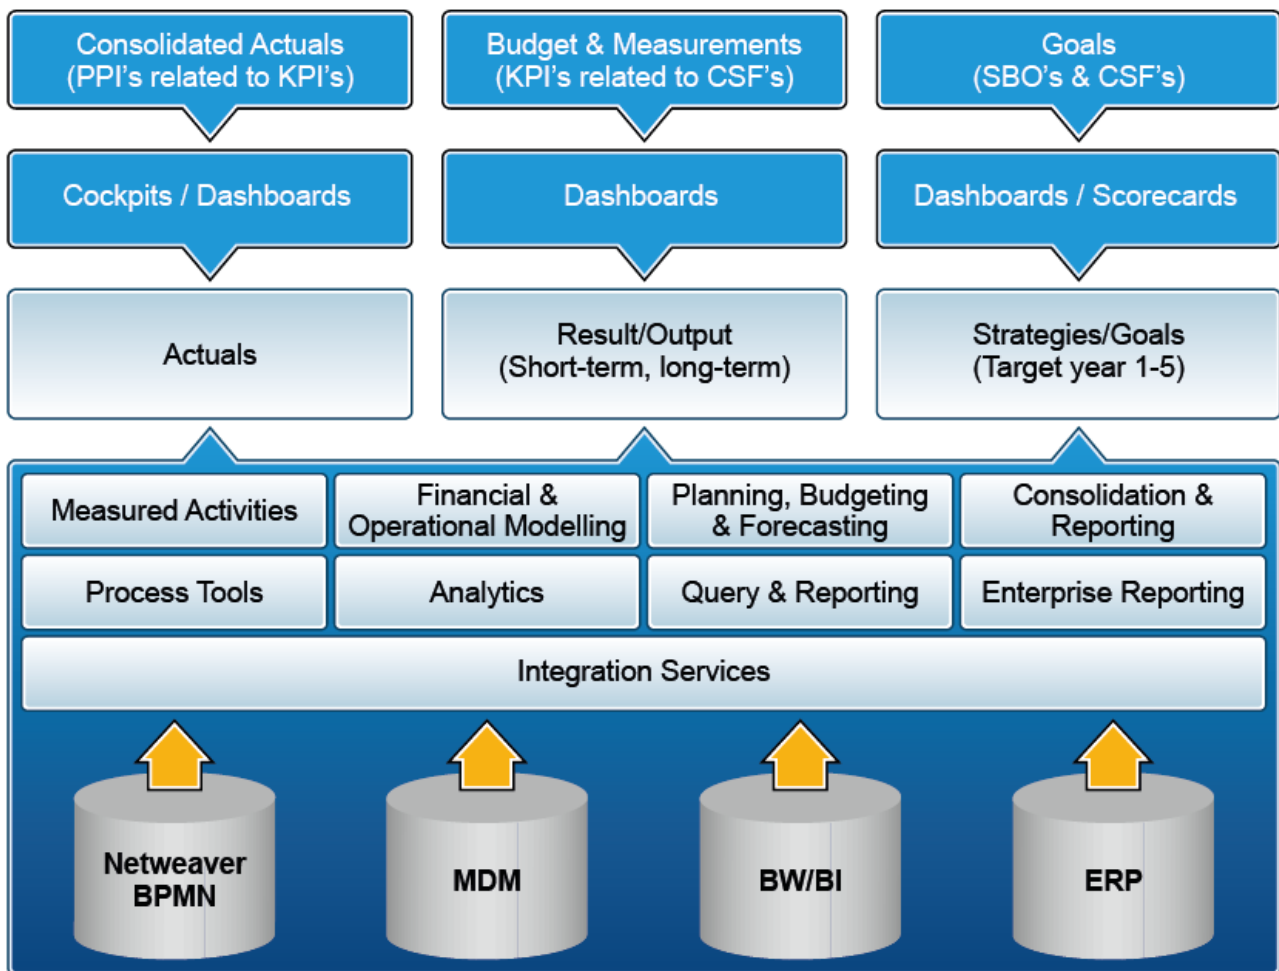 Consolidated Actuals
(PPI's related to KPI's)
Budget & Measurements
(KPI's related to CSF's)
Goals
(SBO's & CSF's)
Cockpits / Dashboards
Dashboards
Dashboards / Scorecards
Actuals
Result/Output
(Short-term, long-term)
Strategies/Goals
(Target year 1-5)
Measured Activities
Financial &
Operational Modelling
Planning, Budgeting
& Forecasting
Consolidation &
Reporting
Process Tools
Analytics
Query & Reporting
Enterprise Reporting
Integration Services
Netweaver
BPMN
MDM
BW/BI
ERP